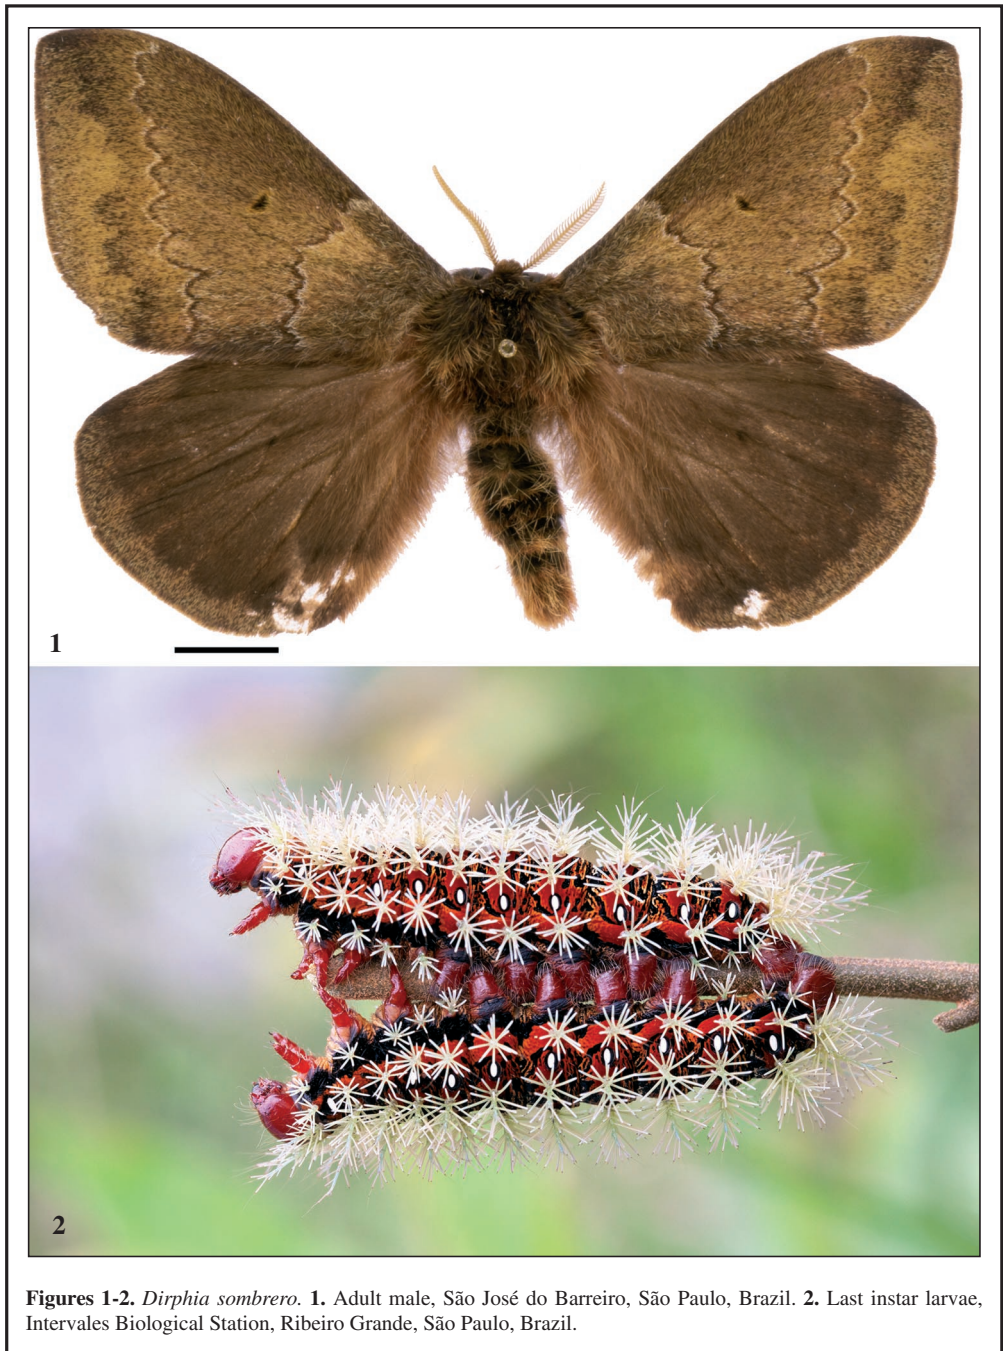 1
2
Figures 1-2. Dirphia sombrero. 1. Adult male, São José do Barreiro, São Paulo, Brazil. 2. Last instar larvae,
Intervales Biological Station, Ribeiro Grande, São Paulo, Brazil.